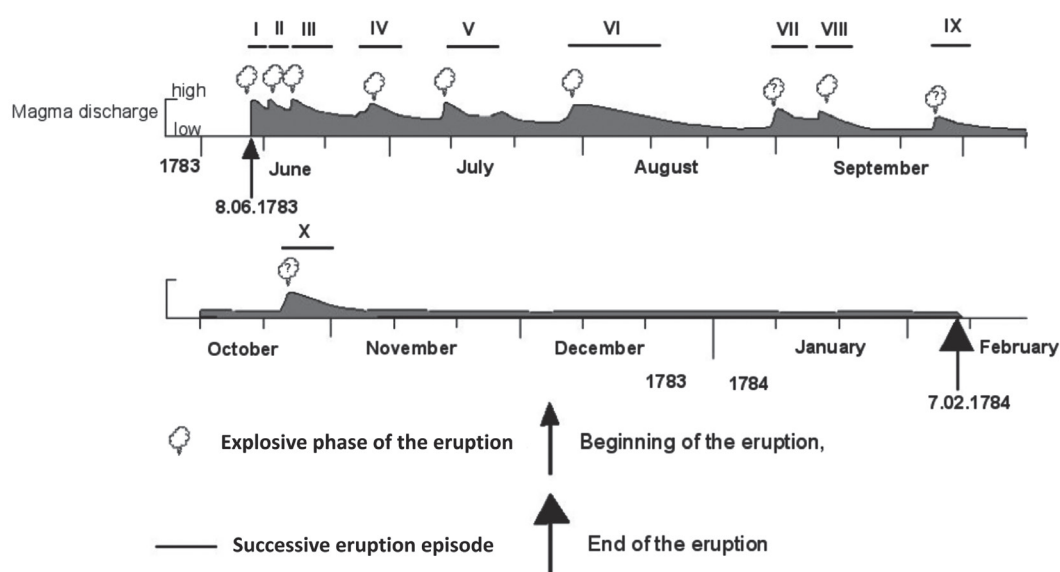 I II III IV V VI VII VIII IX
high
Magma discharge
low
? ?
1783 June July August September
8.06.1783
X
?
October November December January February
1783 1784
7.02.1784
Explosive phase of the eruption
Beginning of the eruption,
Successive eruption episode
End of the eruption